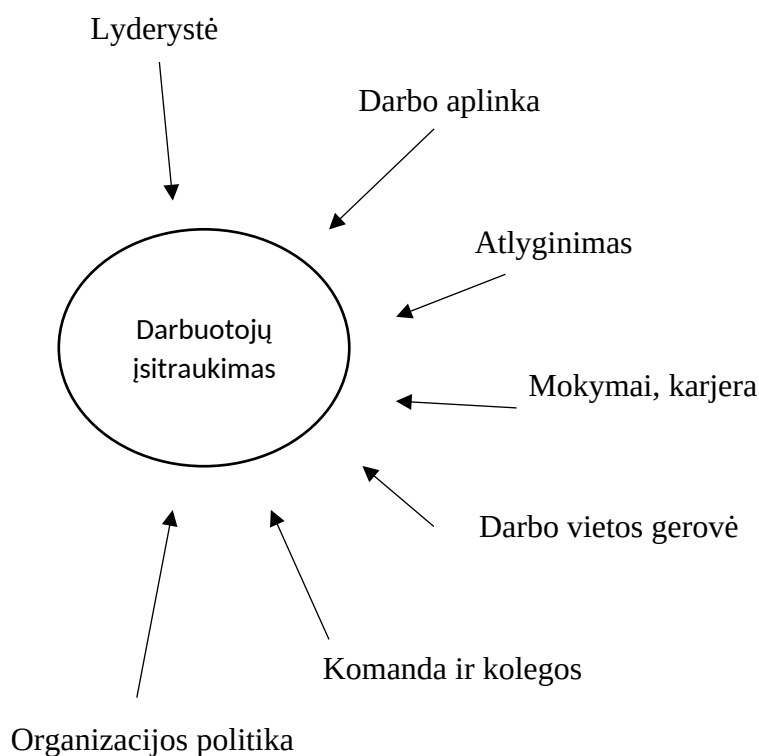 Lyderystė
Darbo aplinka
Atlyginimas
Darbuotojų
įsitraukimas
Mokymai, karjera
Darbo vietos gerovė
Komanda ir kolegos
Organizacijos politika